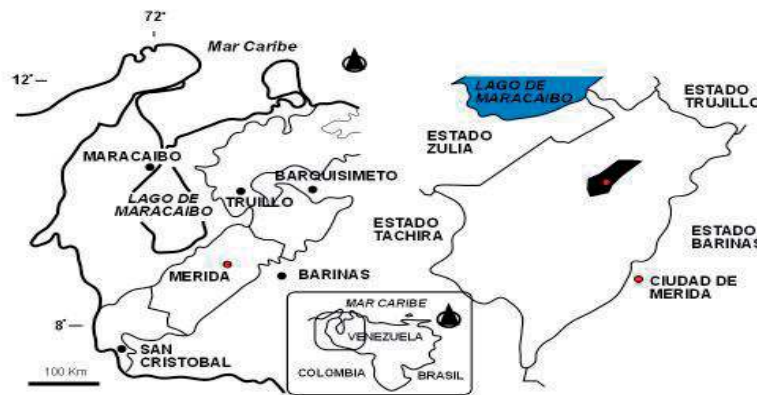 72°
Mar Caribe
12°
MARACAIBO
BARQUISIMETO
LAGO DE
MARACAIBO
TRUJILLO
MERIDA
BARINAS
8°
SAN
CRISTOBAL
100 Km
LAGO DE
MARACAIBO
ESTADO
TRUJILLO
ESTADO
ZULIA
ESTADO
TACHIRA
ESTADO
BARINAS
CIUDAD DE
MERIDA
MAR CARIBE
VENEZUELA
COLOMBIA
BRASIL